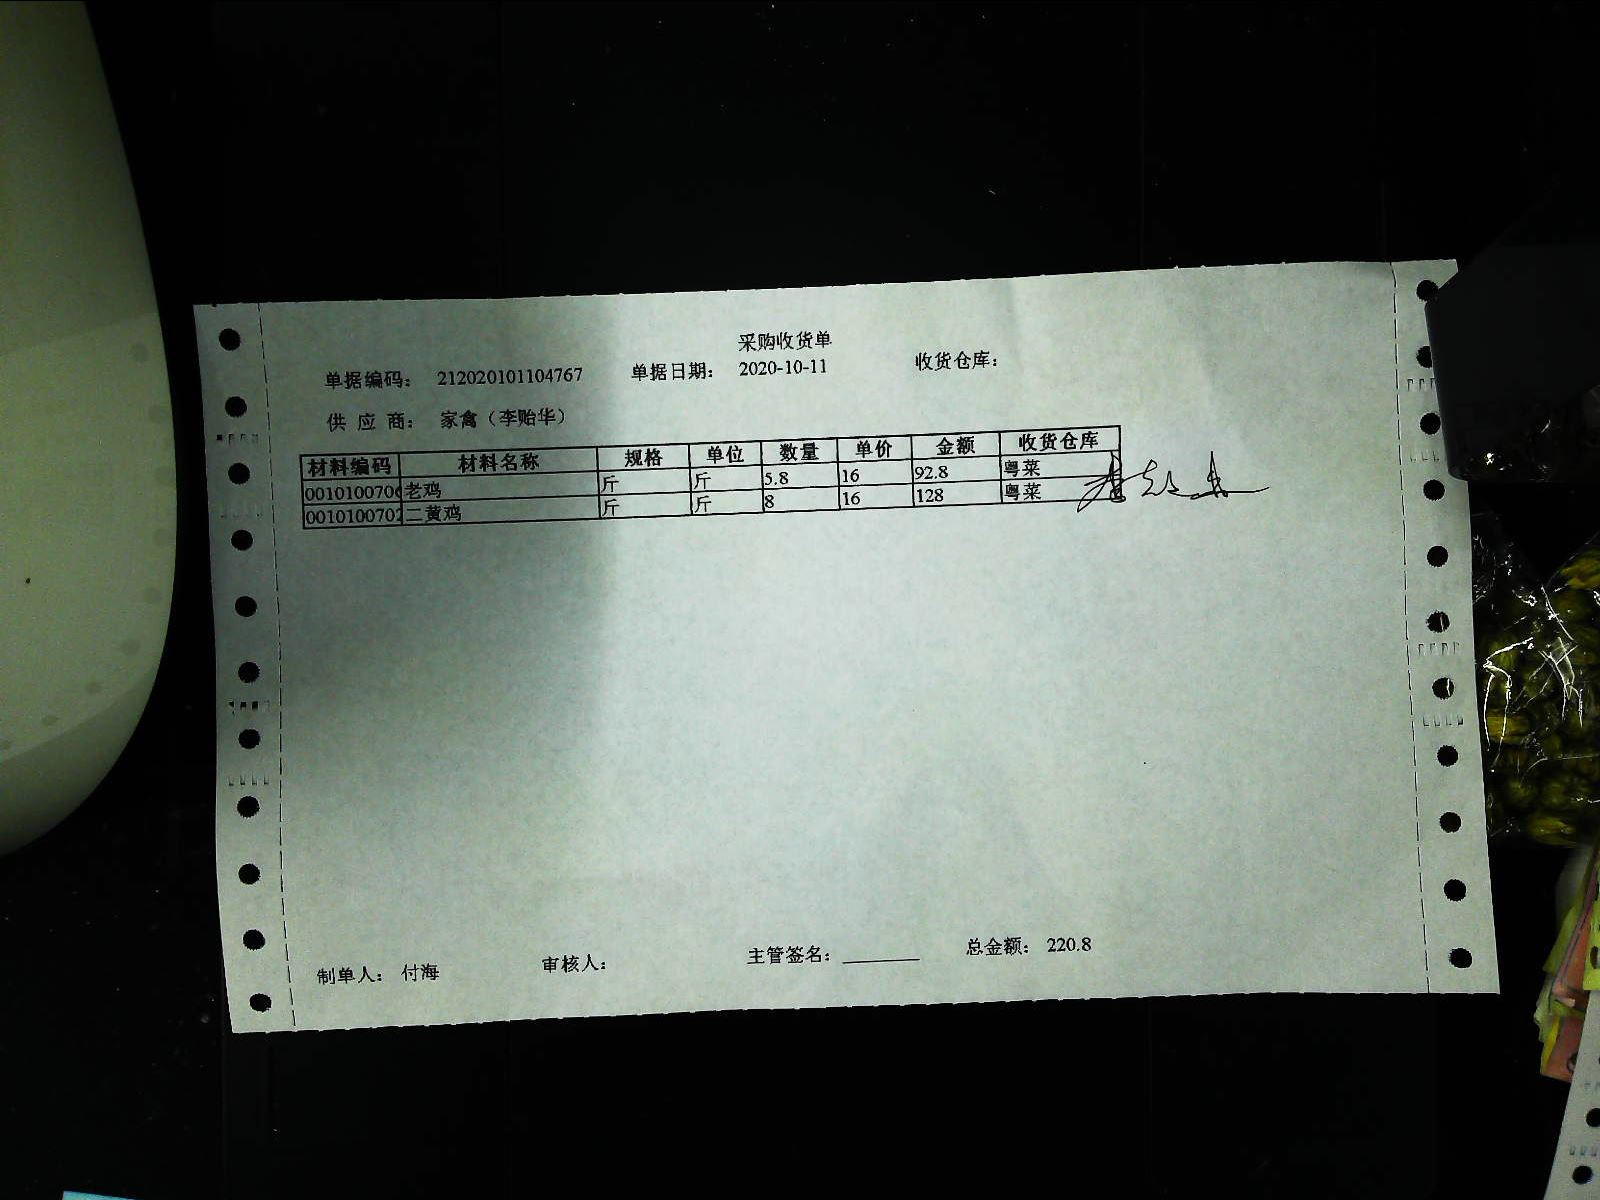 采购收货单
单据编码： 212020101104767 单据日期： 2020-10-11 收货仓库：
供 应 商： 家禽（李贻华）
材料编码 材料名称 规格 单位 数量 单价 金额 收货仓库
0010100706 老鸡 斤 斤 5.8 16 92.8 粤菜
001010070 二黄鸡 斤 斤 8 16 128 粤菜
制单人： 付海 审核人： 主管签名： 总金额： 220.8